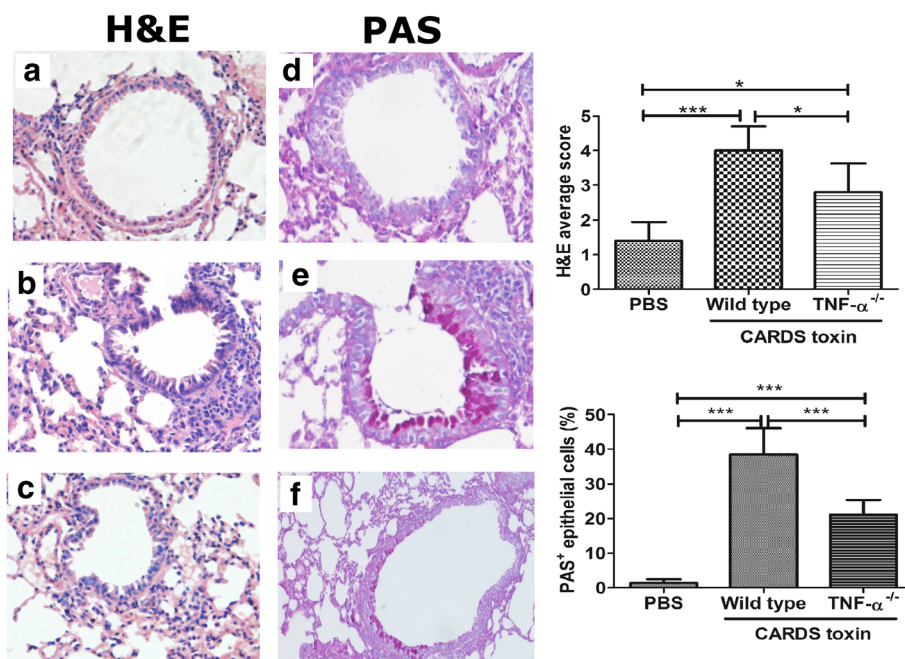 H&E
PAS
a
d
b
e
c
f
*
***
*
5
4
3
2
1
0
H&E average score
PBS
Wild type
TNF-α-/-
CARDS toxin
***
***
***
50
40
30
20
10
0
PAS+ epithelial cells (%)
PBS
Wild type
TNF-α-/-
CARDS toxin